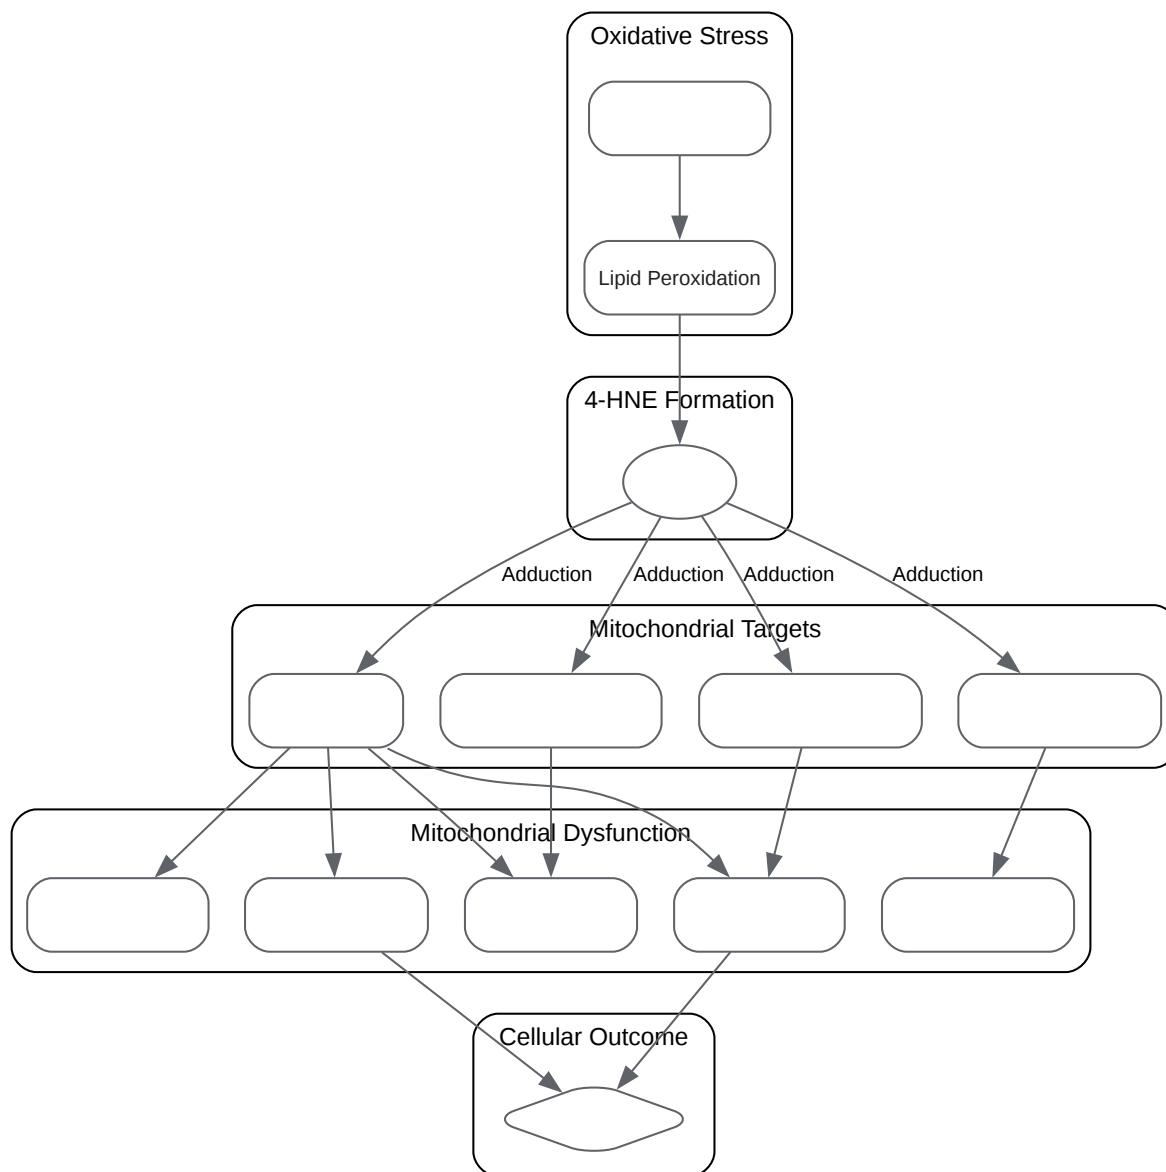 Oxidative Stress
Lipid Peroxidation
4-HNE Formation
Adduction
Adduction
Adduction
Adduction
Mitochondrial Targets
Mitochondrial Dysfunction
Cellular Outcome